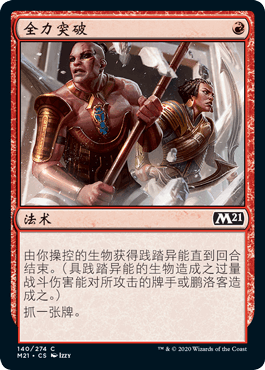 全力突破
法术
M21
由你操控的生物获得践踏异能直到回合
结束。（具践踏异能的生物造成之过量
战斗伤害能对所攻击的牌手或鹏洛客
造成之。）
抓一张牌。
140/274 C
M21 • CS Izzy
™ & © 2020 Wizards of the Coast